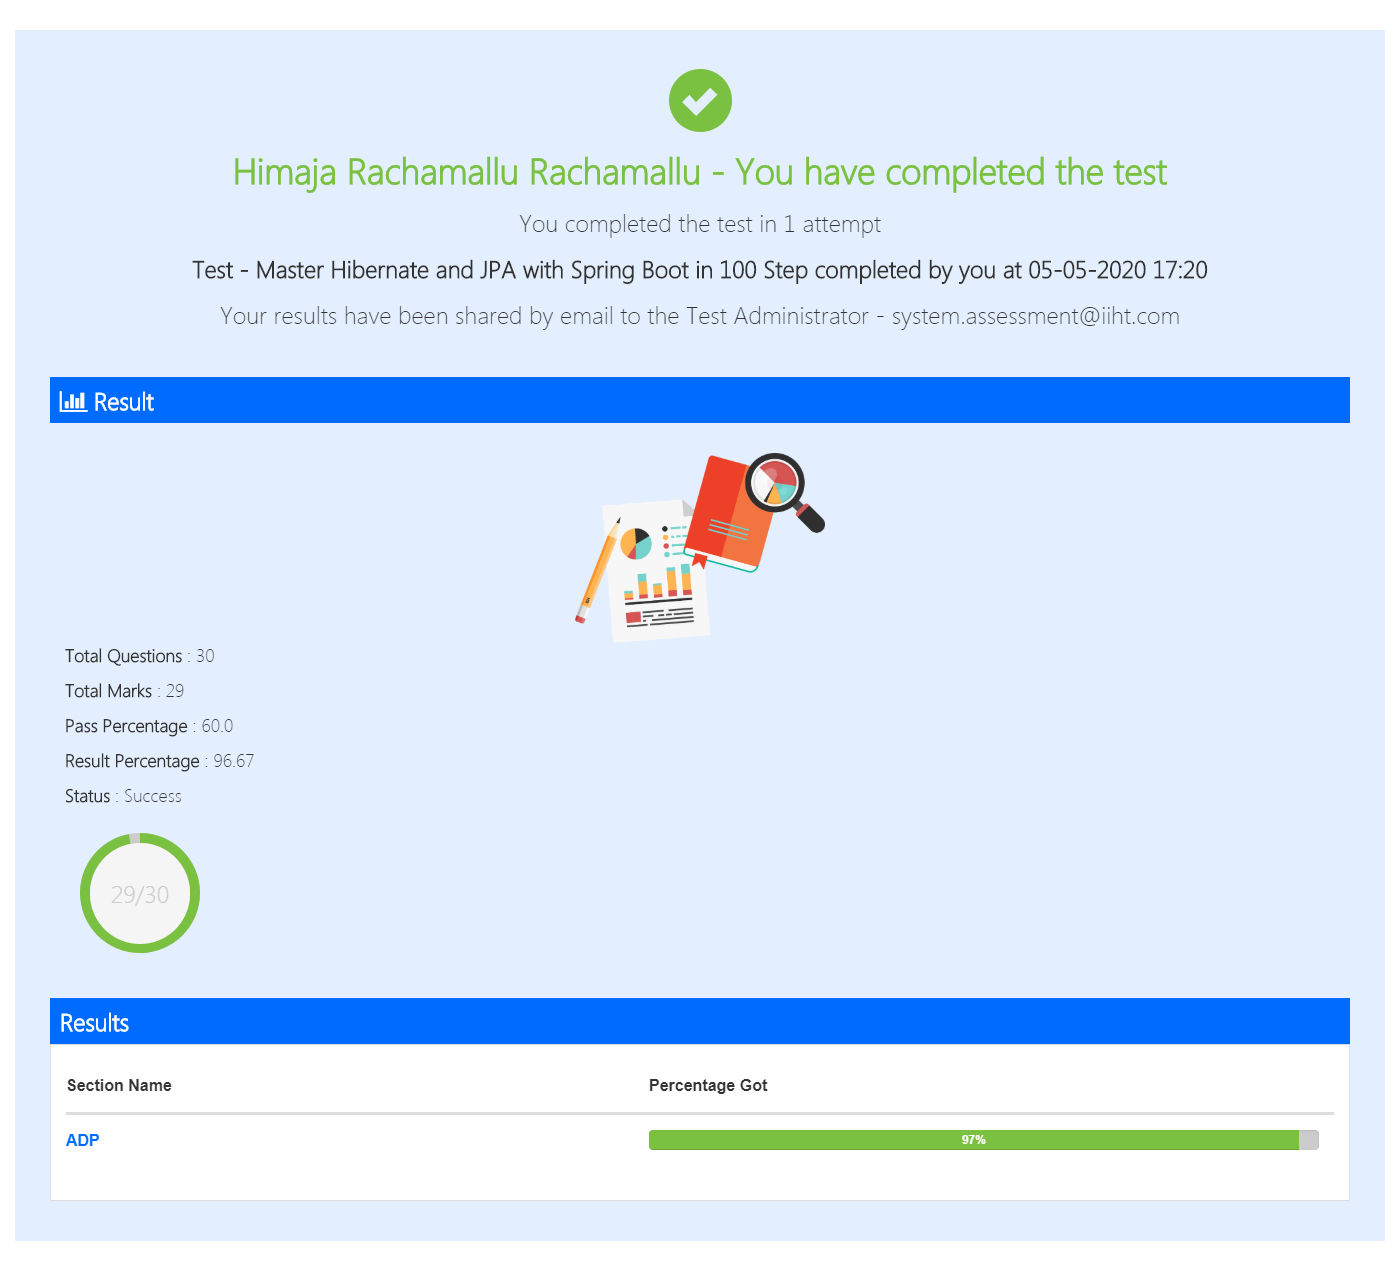 Himaja Rachamallu Rachamallu - You have completed the test
You completed the test in 1 attempt
Test - Master Hibernate and JPA with Spring Boot in 100 Step completed by you at 05-05-2020 17:20
Your results have been shared by email to the Test Administrator - system.assessment@iiht.com
Result
Total Questions : 30
Total Marks : 29
Pass Percentage : 60.0
Result Percentage : 96.67
Status : Success
29/30
Results
Section Name Percentage Got
ADP 97%